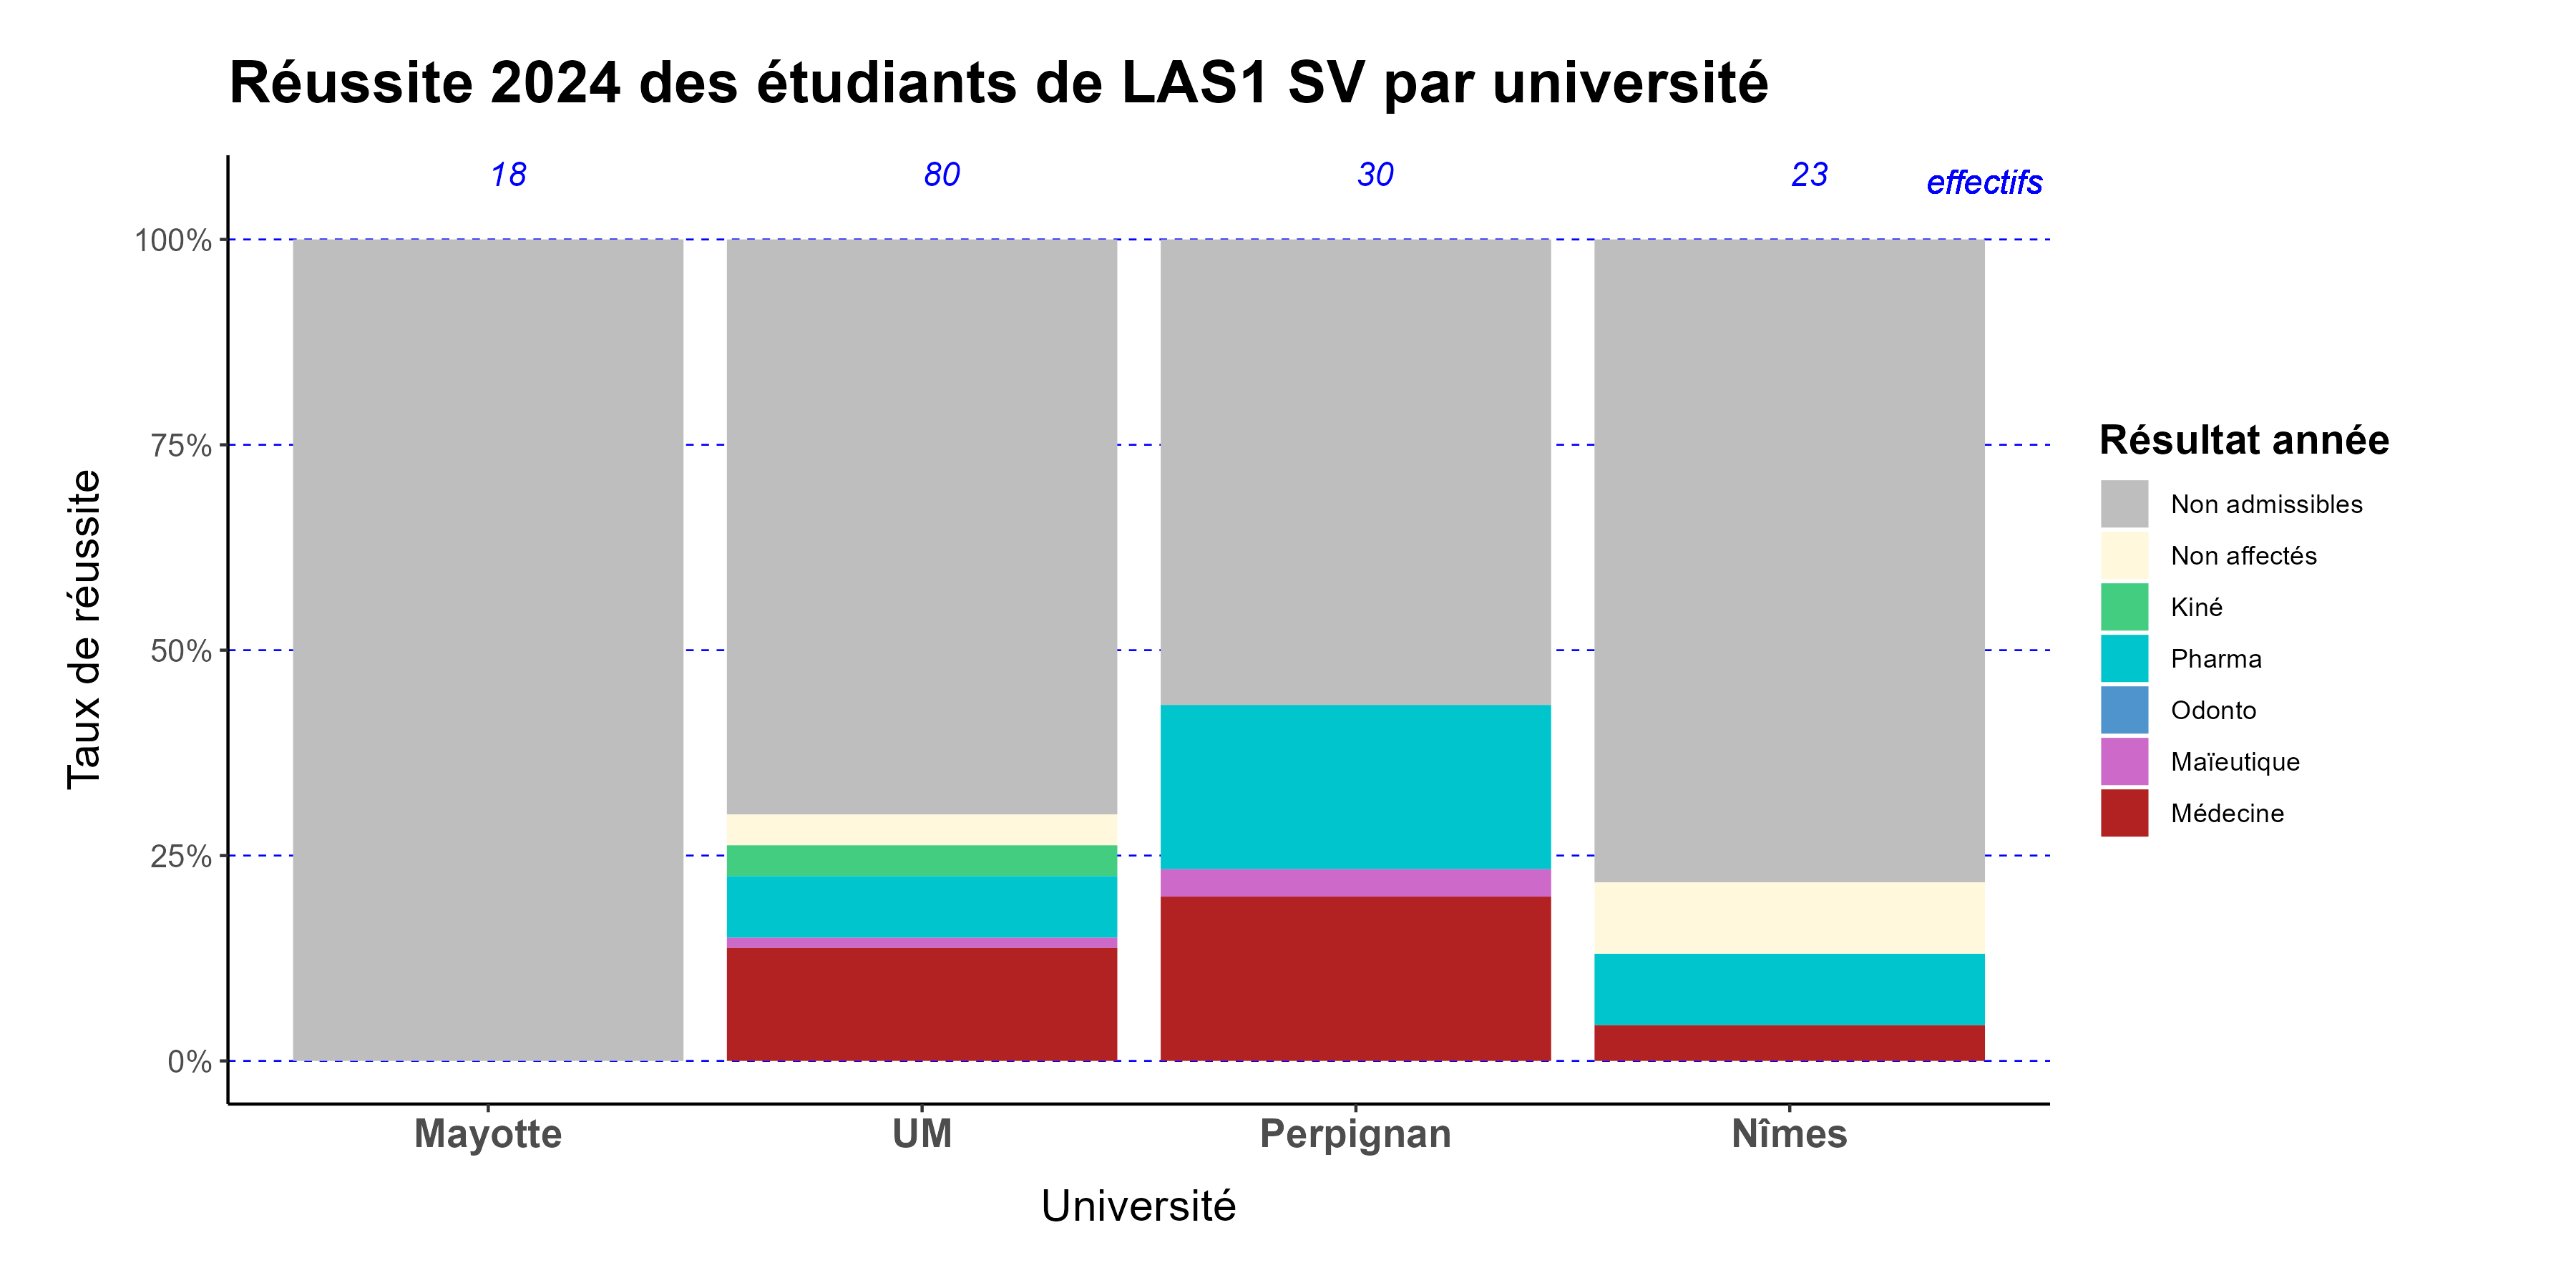 Réussite 2024 des étudiants de LAS1 SV par université
18 80 30 23 effectifs
100%
75%
50%
25%
0%
Taux de réussite
Mayotte UM Perpignan Nîmes
Université
Résultat année
Non admissibles
Non affectés
Kiné
Pharma
Odonto
Maïeutique
Médecine